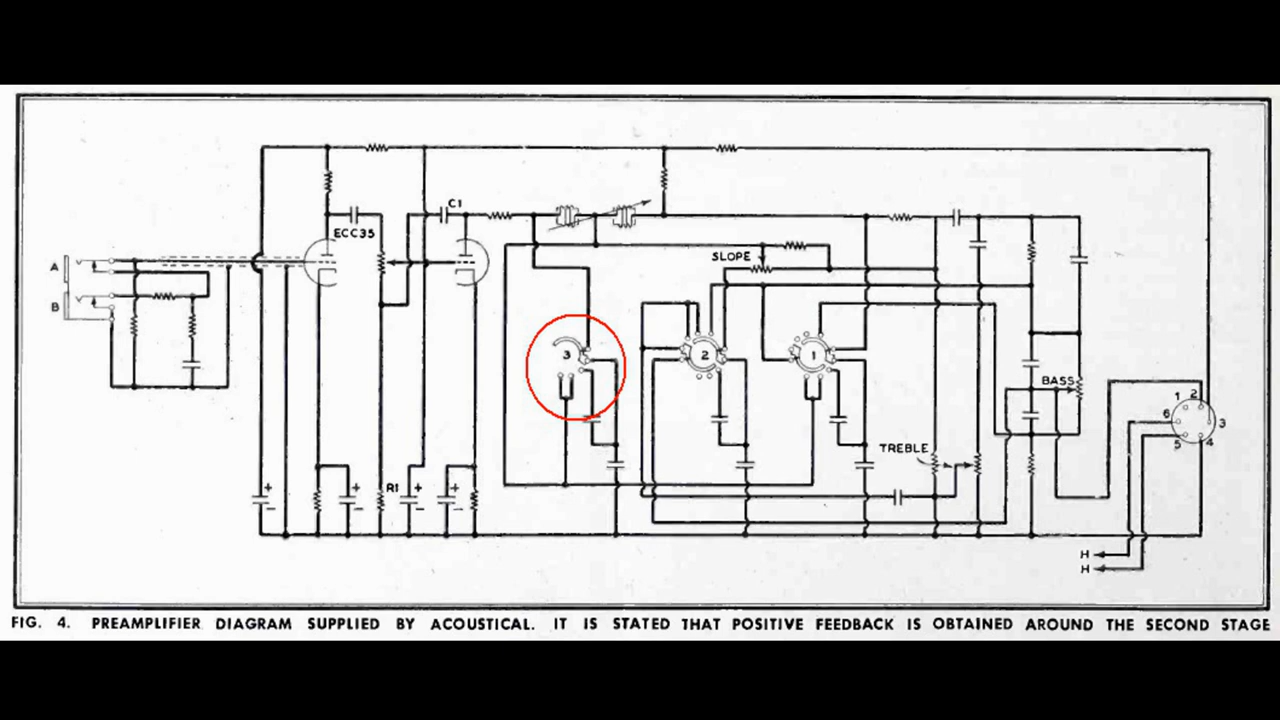 C1
ECC35
SLOPE
A
B
3
2
1
BASS
1 2
6
3
5 4
TREBLE
+ + R1 + +
- - - -
H
H
FIG. 4. PREAMPLIFIER DIAGRAM SUPPLIED BY ACOUSTICAL. IT IS STATED THAT POSITIVE FEEDBACK IS OBTAINED AROUND THE SECOND STAGE